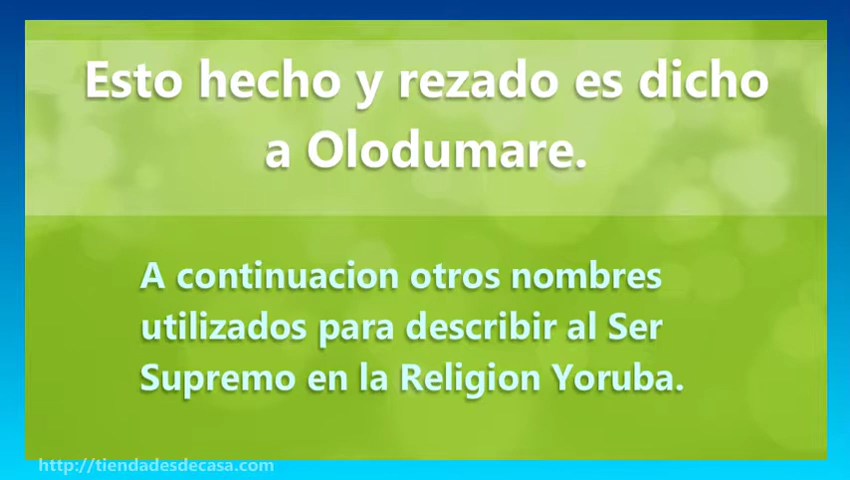 Esto hecho y rezado es dicho
a Olodumare.
A continuacion otros nombres
utilizados para describir al Ser
Supremo en la Religion Yoruba.
http://tiendadesdecasa.com